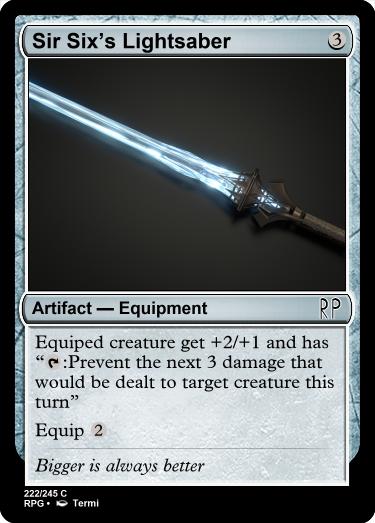 Sir Six's Lightsaber 3
Artifact — Equipment RP
Equiped creature get +2/+1 and has
“ :Prevent the next 3 damage that
would be dealt to target creature this
turn”
Equip 2
Bigger is always better
222/245 C
RPG • Termi